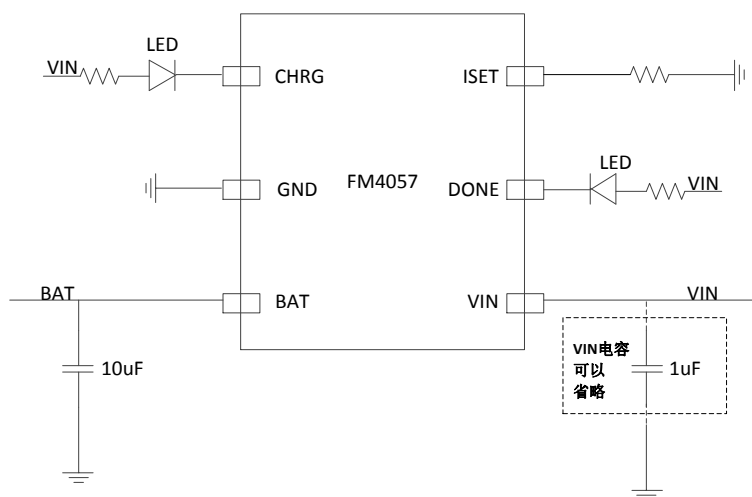 LED
VIN
CHRG
ISET
LED
GND
FM4057
DONE
VIN
BAT
BAT
VIN
VIN
10uF
VIN电容
可以
省略
1uF